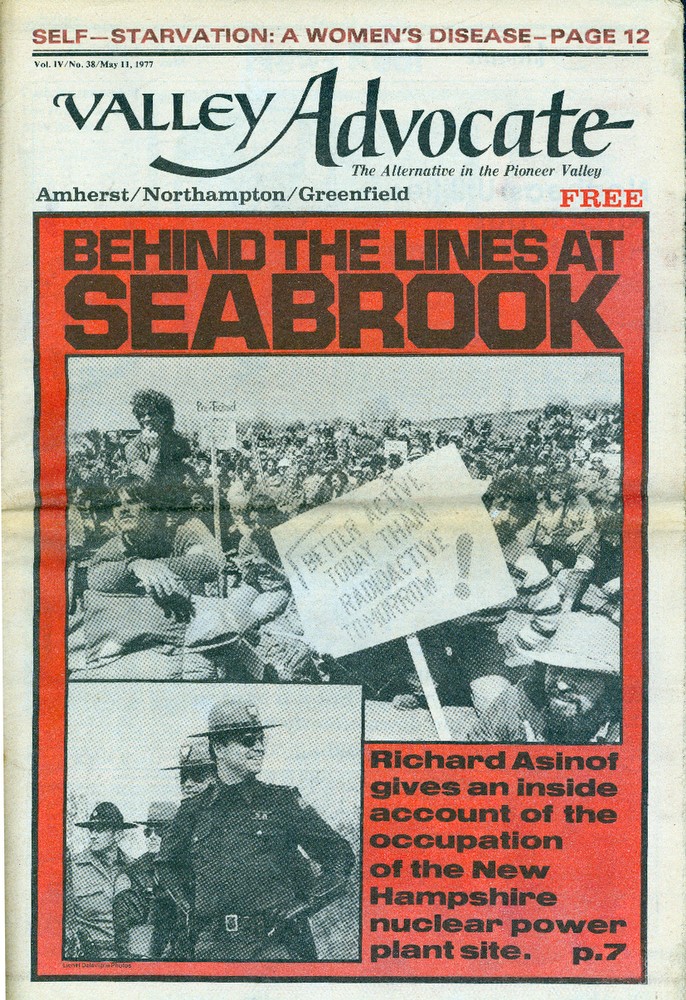 SELF—STARVATION: A WOMEN'S DISEASE—PAGE 12
Vol. IV/No. 38/May 11, 1977
VALLEY Advocate
The Alternative in the Pioneer Valley
Amherst/Northampton/Greenfield
FREE
BEHIND THE LINES AT
SEABROOK
BETTER ACTIVE
TODAY THAN
RADIOACTIVE
TOMORROW!
Richard Asinof
gives an inside
account of the
occupation
of the New
Hampshire
nuclear power
plant site. p.7